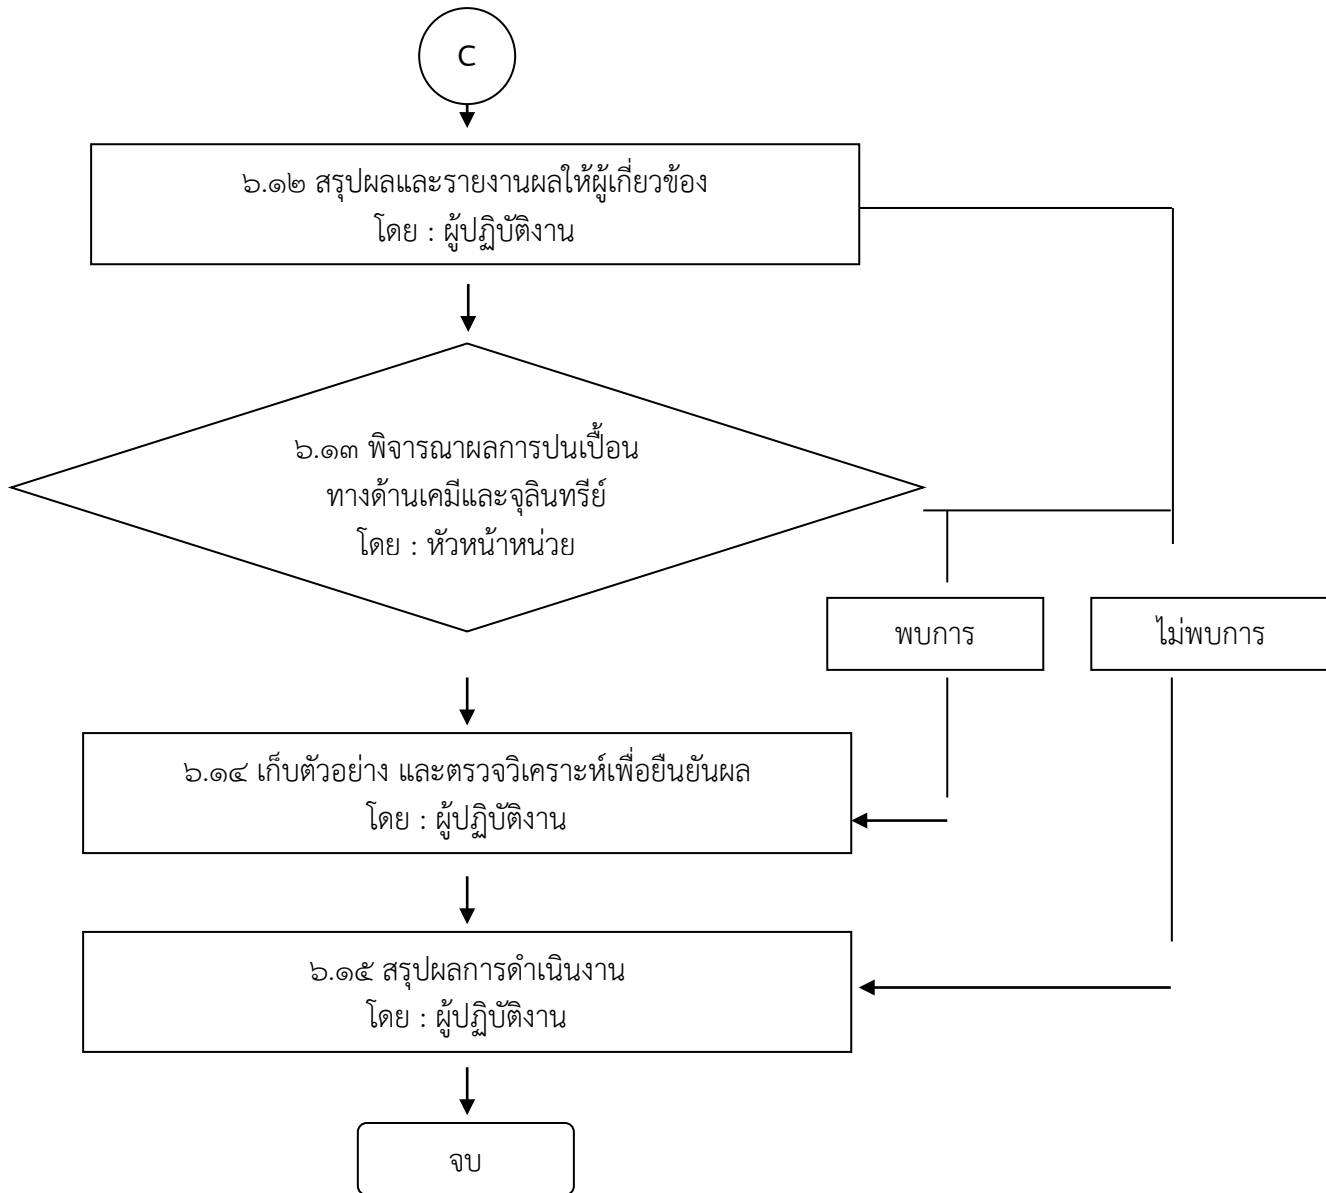 C
๖.๑๒ สรุปผลและรายงานผลให้ผู้เกี่ยวข้อง
โดย : ผู้ปฏิบัติงาน
๖.๑๓ พิจารณาผลการปนเปื้อน
ทางด้านเคมีและจุลินทรีย์
โดย : หัวหน้าหน่วย
พบการ
ไม่พบการ
๖.๑๔ เก็บตัวอย่าง และตรวจวิเคราะห์เพื่อยืนยันผล
โดย : ผู้ปฏิบัติงาน
๖.๑๕ สรุปผลการดำเนินงาน
โดย : ผู้ปฏิบัติงาน
จบ